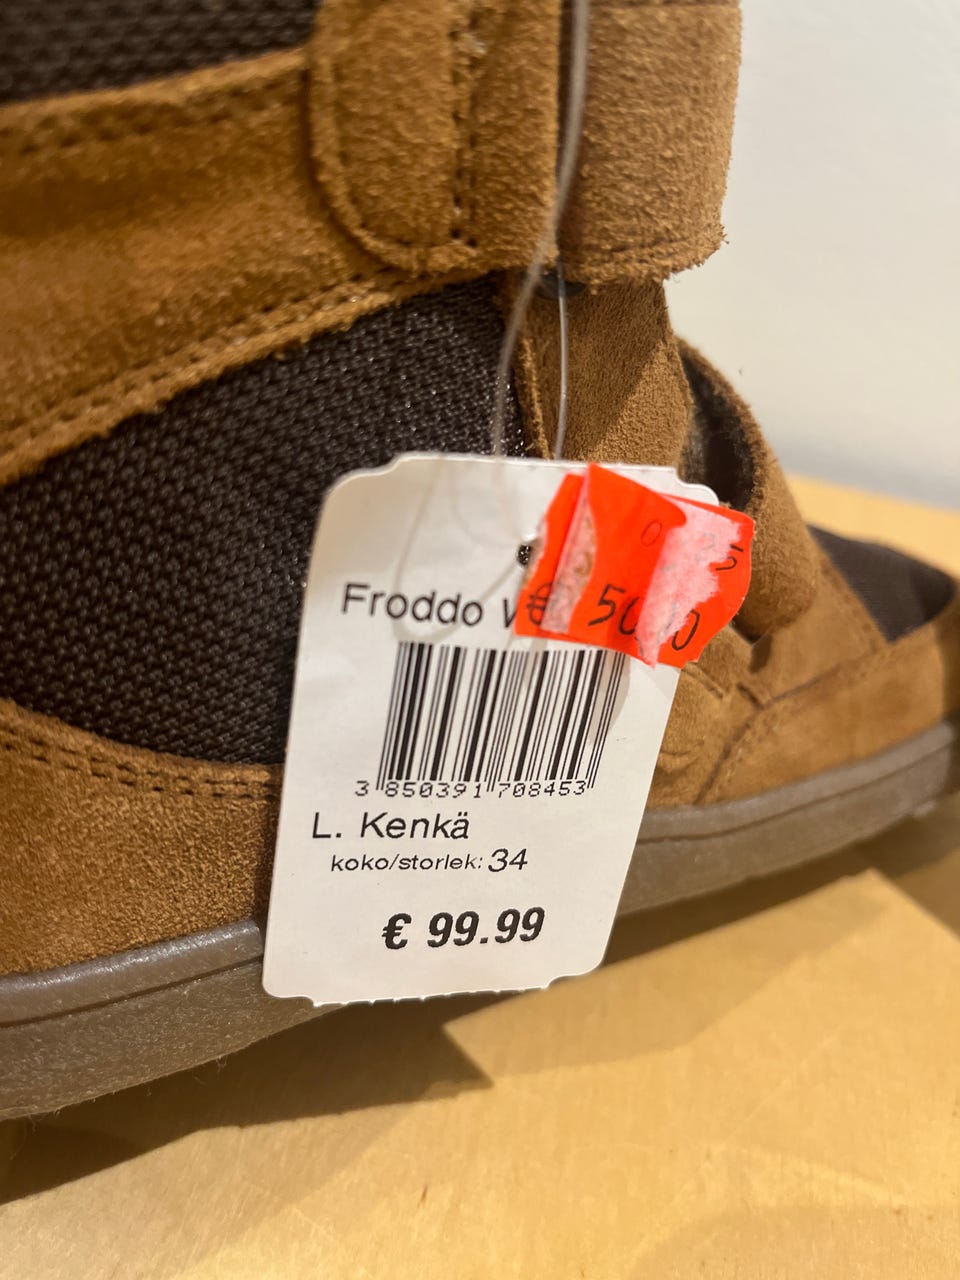 Froddo
3 850391 708453
L. Kenkä
koko/storlek: 34
€ 99.99